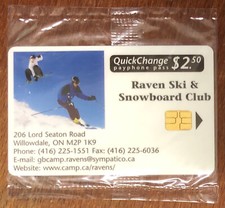 QuickChange $2.50
payphone pass
Raven Ski &
Snowboard Club
206 Lord Seaton Road
Willowdale, ON M2P 1K9
Phone: (416) 225-1551 Fax: (416) 225-6036
E-mail: gbcamp.ravens@sympatico.ca
Website: www.camp.ca/ravens/